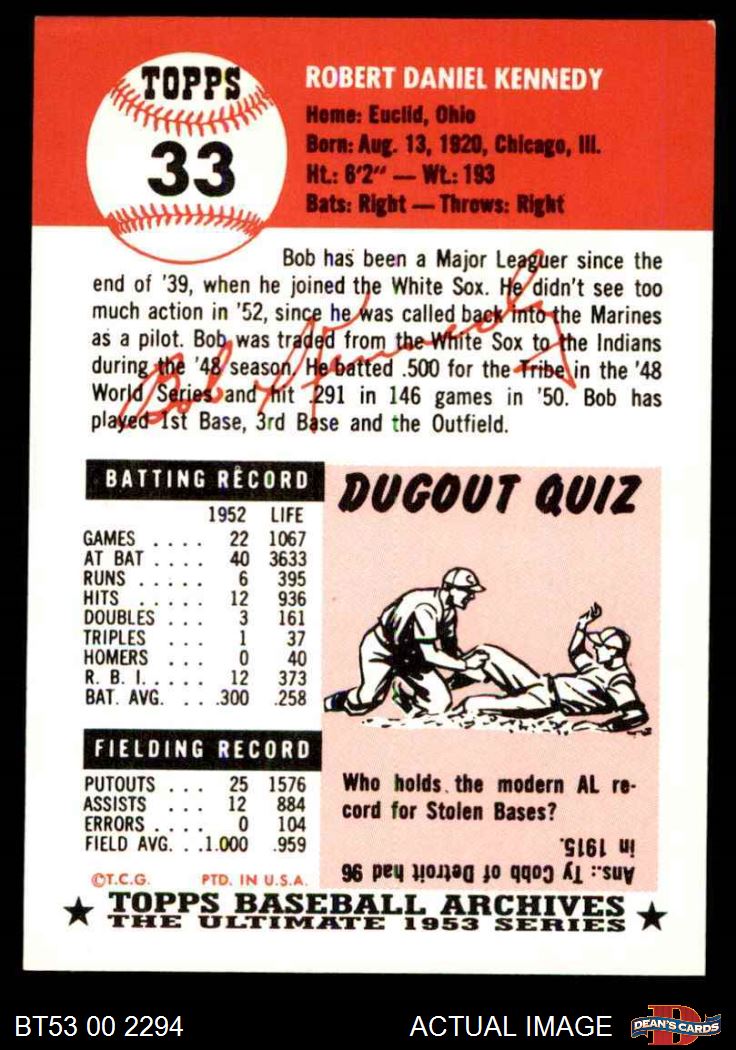 TOPPS
33
ROBERT DANIEL KENNEDY
Home: Euclid, Ohio
Born: Aug. 13, 1920, Chicago, Ill.
Ht.: 6'2" — Wt.: 193
Bats: Right — Throws: Right
Bob has been a Major Leaguer since the
end of '39, when he joined the White Sox. He didn't see too
much action in '52, since he was called back into the Marines
as a pilot. Bob was traded from the White Sox to the Indians
during the '48 season. He batted .500 for the Tribe in the '48
World Series and hit .291 in 146 games in '50. Bob has
played 1st Base, 3rd Base and the Outfield.
Bob Kennedy
BATTING RECORD
1952 LIFE
GAMES .... 22 1067
AT BAT .... 40 3633
RUNS ..... 6 395
HITS ..... 12 936
DOUBLES ... 3 161
TRIPLES ... 1 37
HOMERS ... 0 40
R. B. I. .... 12 373
BAT. AVG. ... .300 .258
FIELDING RECORD
PUTOUTS ... 25 1576
ASSISTS ... 12 884
ERRORS .... 0 104
FIELD AVG. .. .1.000 .959
©T.C.G. PTD. IN U.S.A.
DUGOUT QUIZ
Who holds the modern AL re-
cord for Stolen Bases?
Ans.: Ty Cobb of Detroit had 96
in 1915.
TOPPS BASEBALL ARCHIVES
THE ULTIMATE 1953 SERIES
BT53 00 2294
ACTUAL IMAGE
D
DEAN'S CARDS